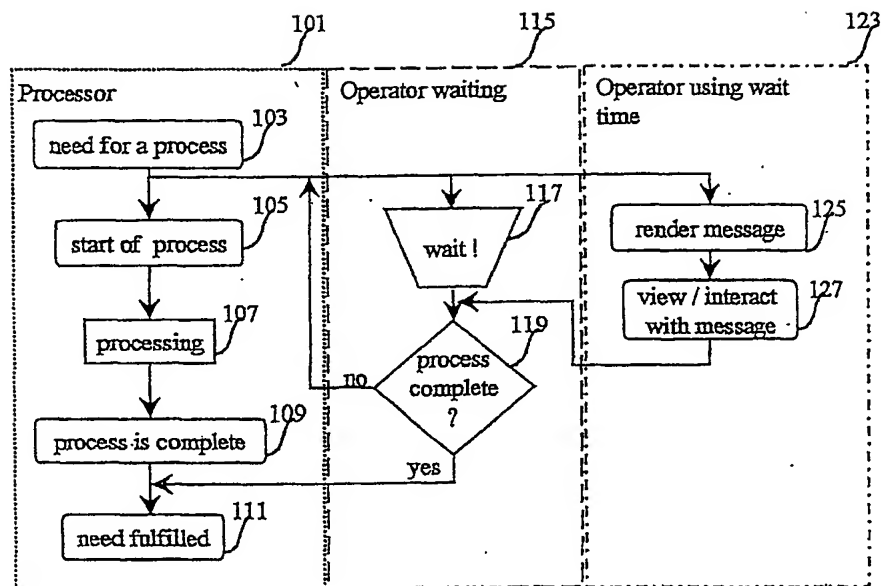 101
115
123
Processor
Operator waiting
Operator using wait
time
103
need for a process
105
start of process
117
wait !
125
render message
107
processing
119
process
complete
?
127
view / interact
with message
no
109
process is complete
yes
111
need fulfilled